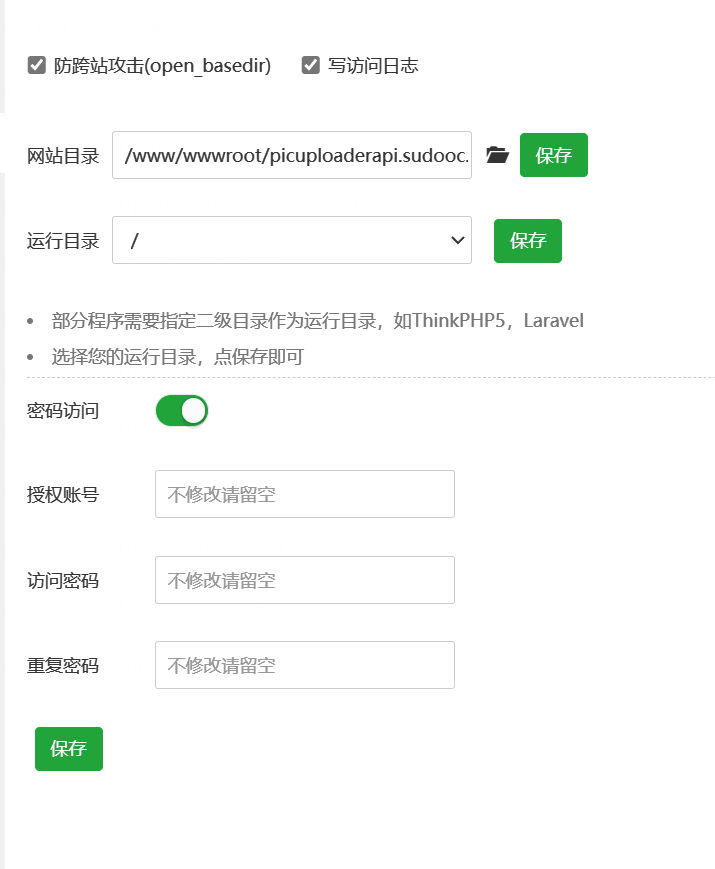 防跨站攻击(open_basedir) 写访问日志
网站目录 /www/wwwroot/picuploaderapi.sudooc. 保存
运行目录 / 保存
部分程序需要指定二级目录作为运行目录，如ThinkPHP5，Laravel
选择您的运行目录，点保存即可
密码访问
授权账号 不修改请留空
访问密码 不修改请留空
重复密码 不修改请留空
保存